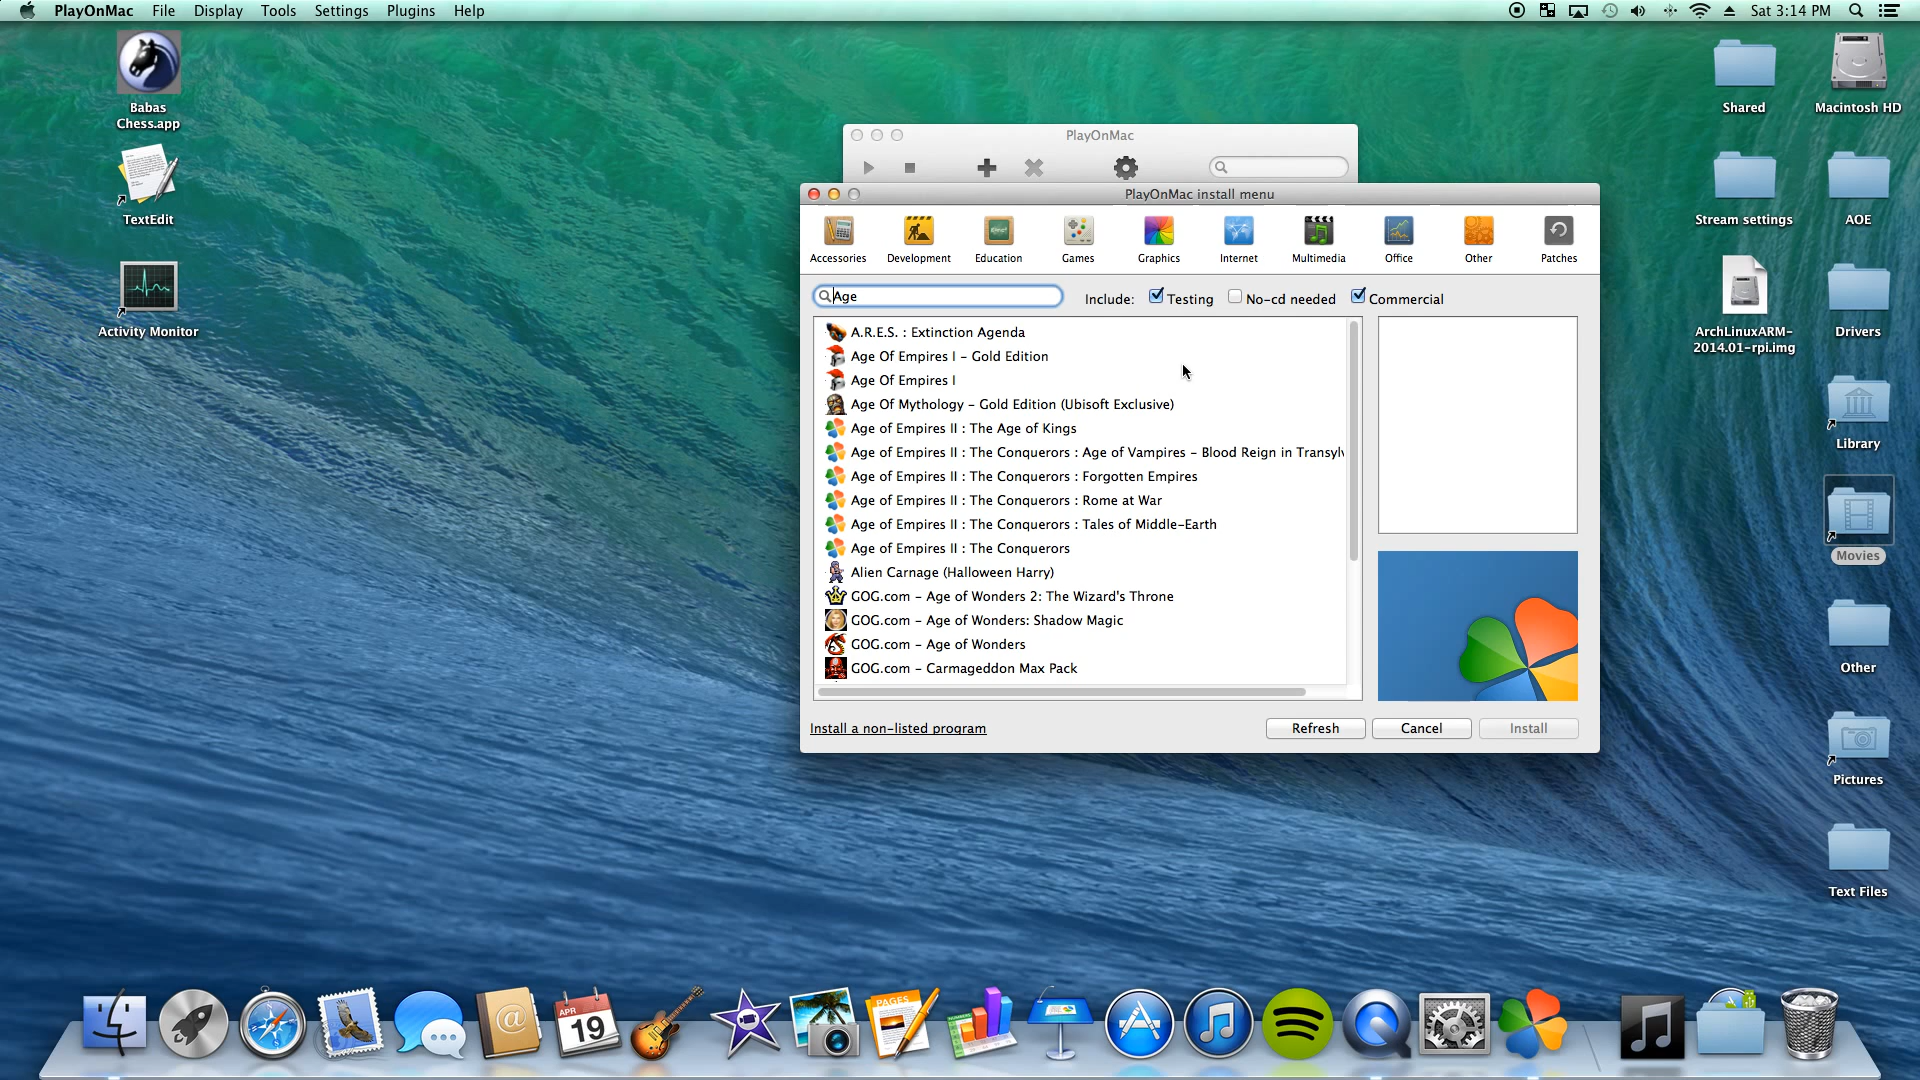 PlayOnMac File Display Tools Settings Plugins Help
Sat 3:14 PM
Babas
Chess.app
TextEdit
Activity Monitor
Shared
Macintosh HD
Stream settings
AOE
ArchLinuxARM-
2014.01-rpi.img
Drivers
Library
Movies
Other
Pictures
Text Files
PlayOnMac
PlayOnMac install menu
Accessories Development Education Games Graphics Internet Multimedia Office Other Patches
Age
Include: Testing No-cd needed Commercial
A.R.E.S. : Extinction Agenda
Age Of Empires I - Gold Edition
Age Of Empires I
Age Of Mythology - Gold Edition (Ubisoft Exclusive)
Age of Empires II : The Age of Kings
Age of Empires II : The Conquerors : Age of Vampires - Blood Reign in Transylv
Age of Empires II : The Conquerors : Forgotten Empires
Age of Empires II : The Conquerors : Rome at War
Age of Empires II : The Conquerors : Tales of Middle-Earth
Age of Empires II : The Conquerors
Alien Carnage (Halloween Harry)
GOG.com - Age of Wonders 2: The Wizard's Throne
GOG.com - Age of Wonders: Shadow Magic
GOG.com - Age of Wonders
GOG.com - Carmageddon Max Pack
Install a non-listed program
Refresh Cancel Install
APR
19
PAGES